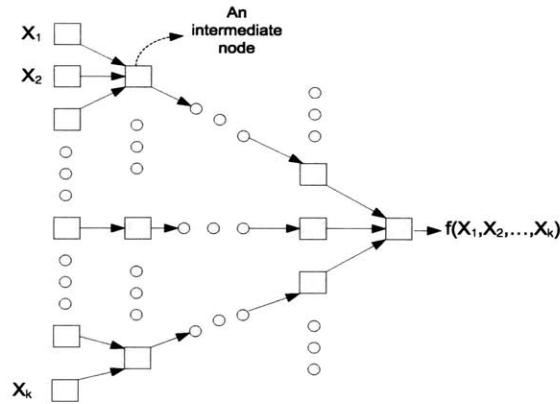 An
intermediate
node
X₁
X₂
f(X₁,X₂,...,Xₖ)
Xₖ